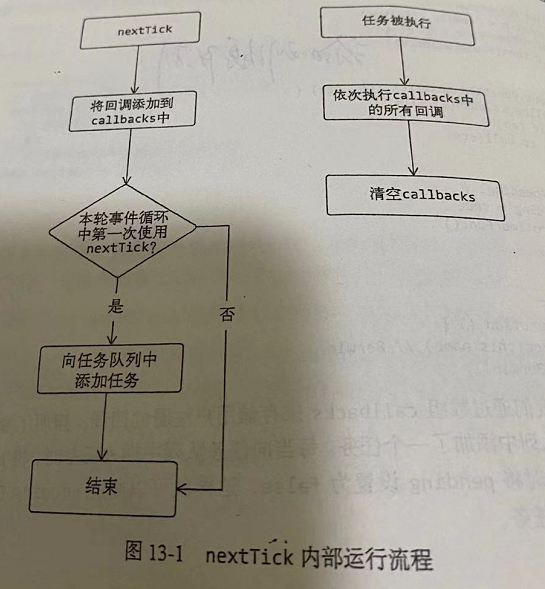 nextTick
将回调添加到
callbacks中
本轮事件循环
中第一次使用
nextTick?
是
否
向任务队列中
添加任务
结束
任务被执行
依次执行callbacks中
的所有回调
清空callbacks
图 13-1 nextTick 内部运行流程